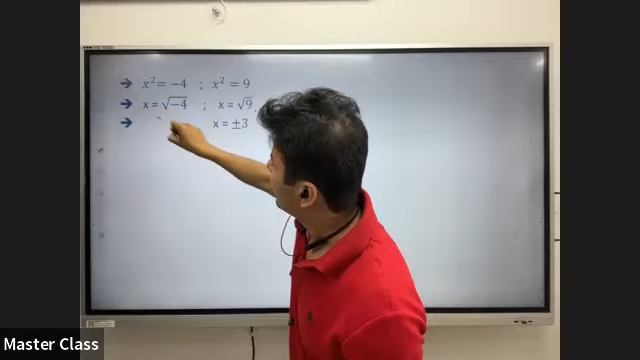 → x² = −4 ; x² = 9
→ x = √−4 ; x = √9
→ x = ±3
Master Class